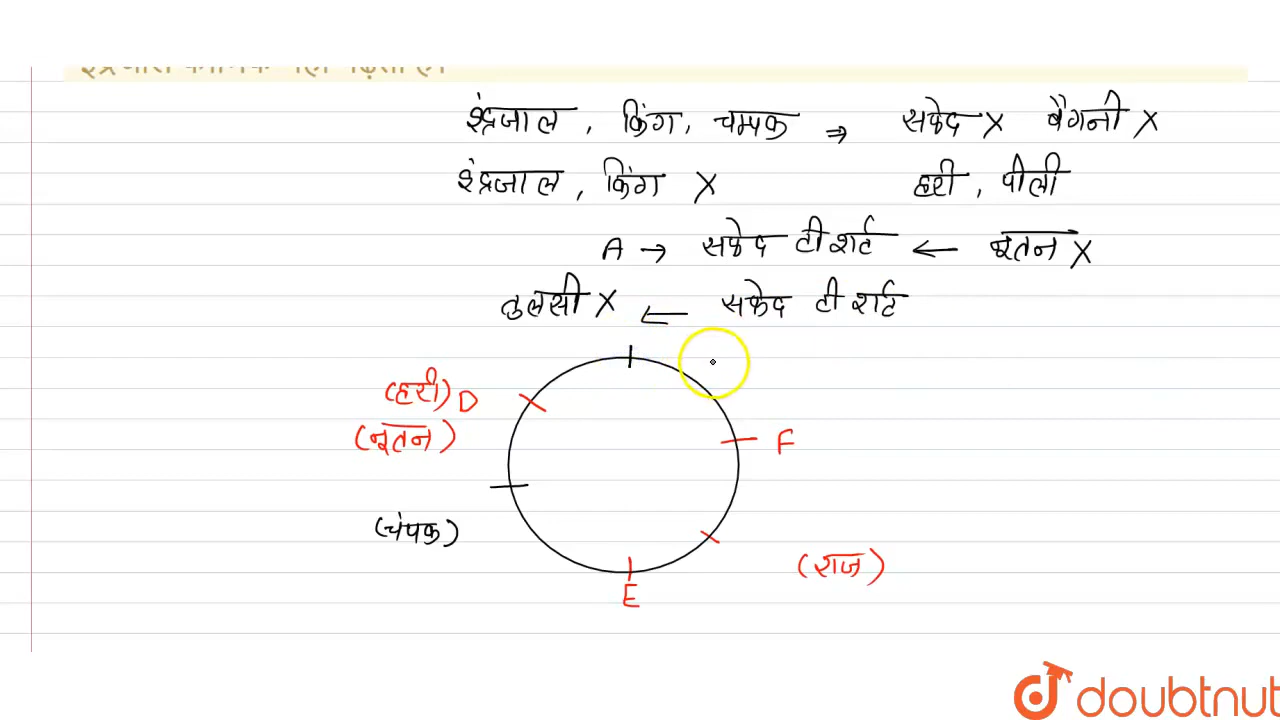 इंद्रजाल , किंग, चम्पक ⇒ सफेद X बैगनी X
इंद्रजाल , किंग X हरी , पीली
A → सफेद टी शर्ट ← नूतन X
तुलसी X ← सफेद टी शर्ट
(हरी) D
(नूतन)
F
(चंपक)
(राज)
E
doubtnut